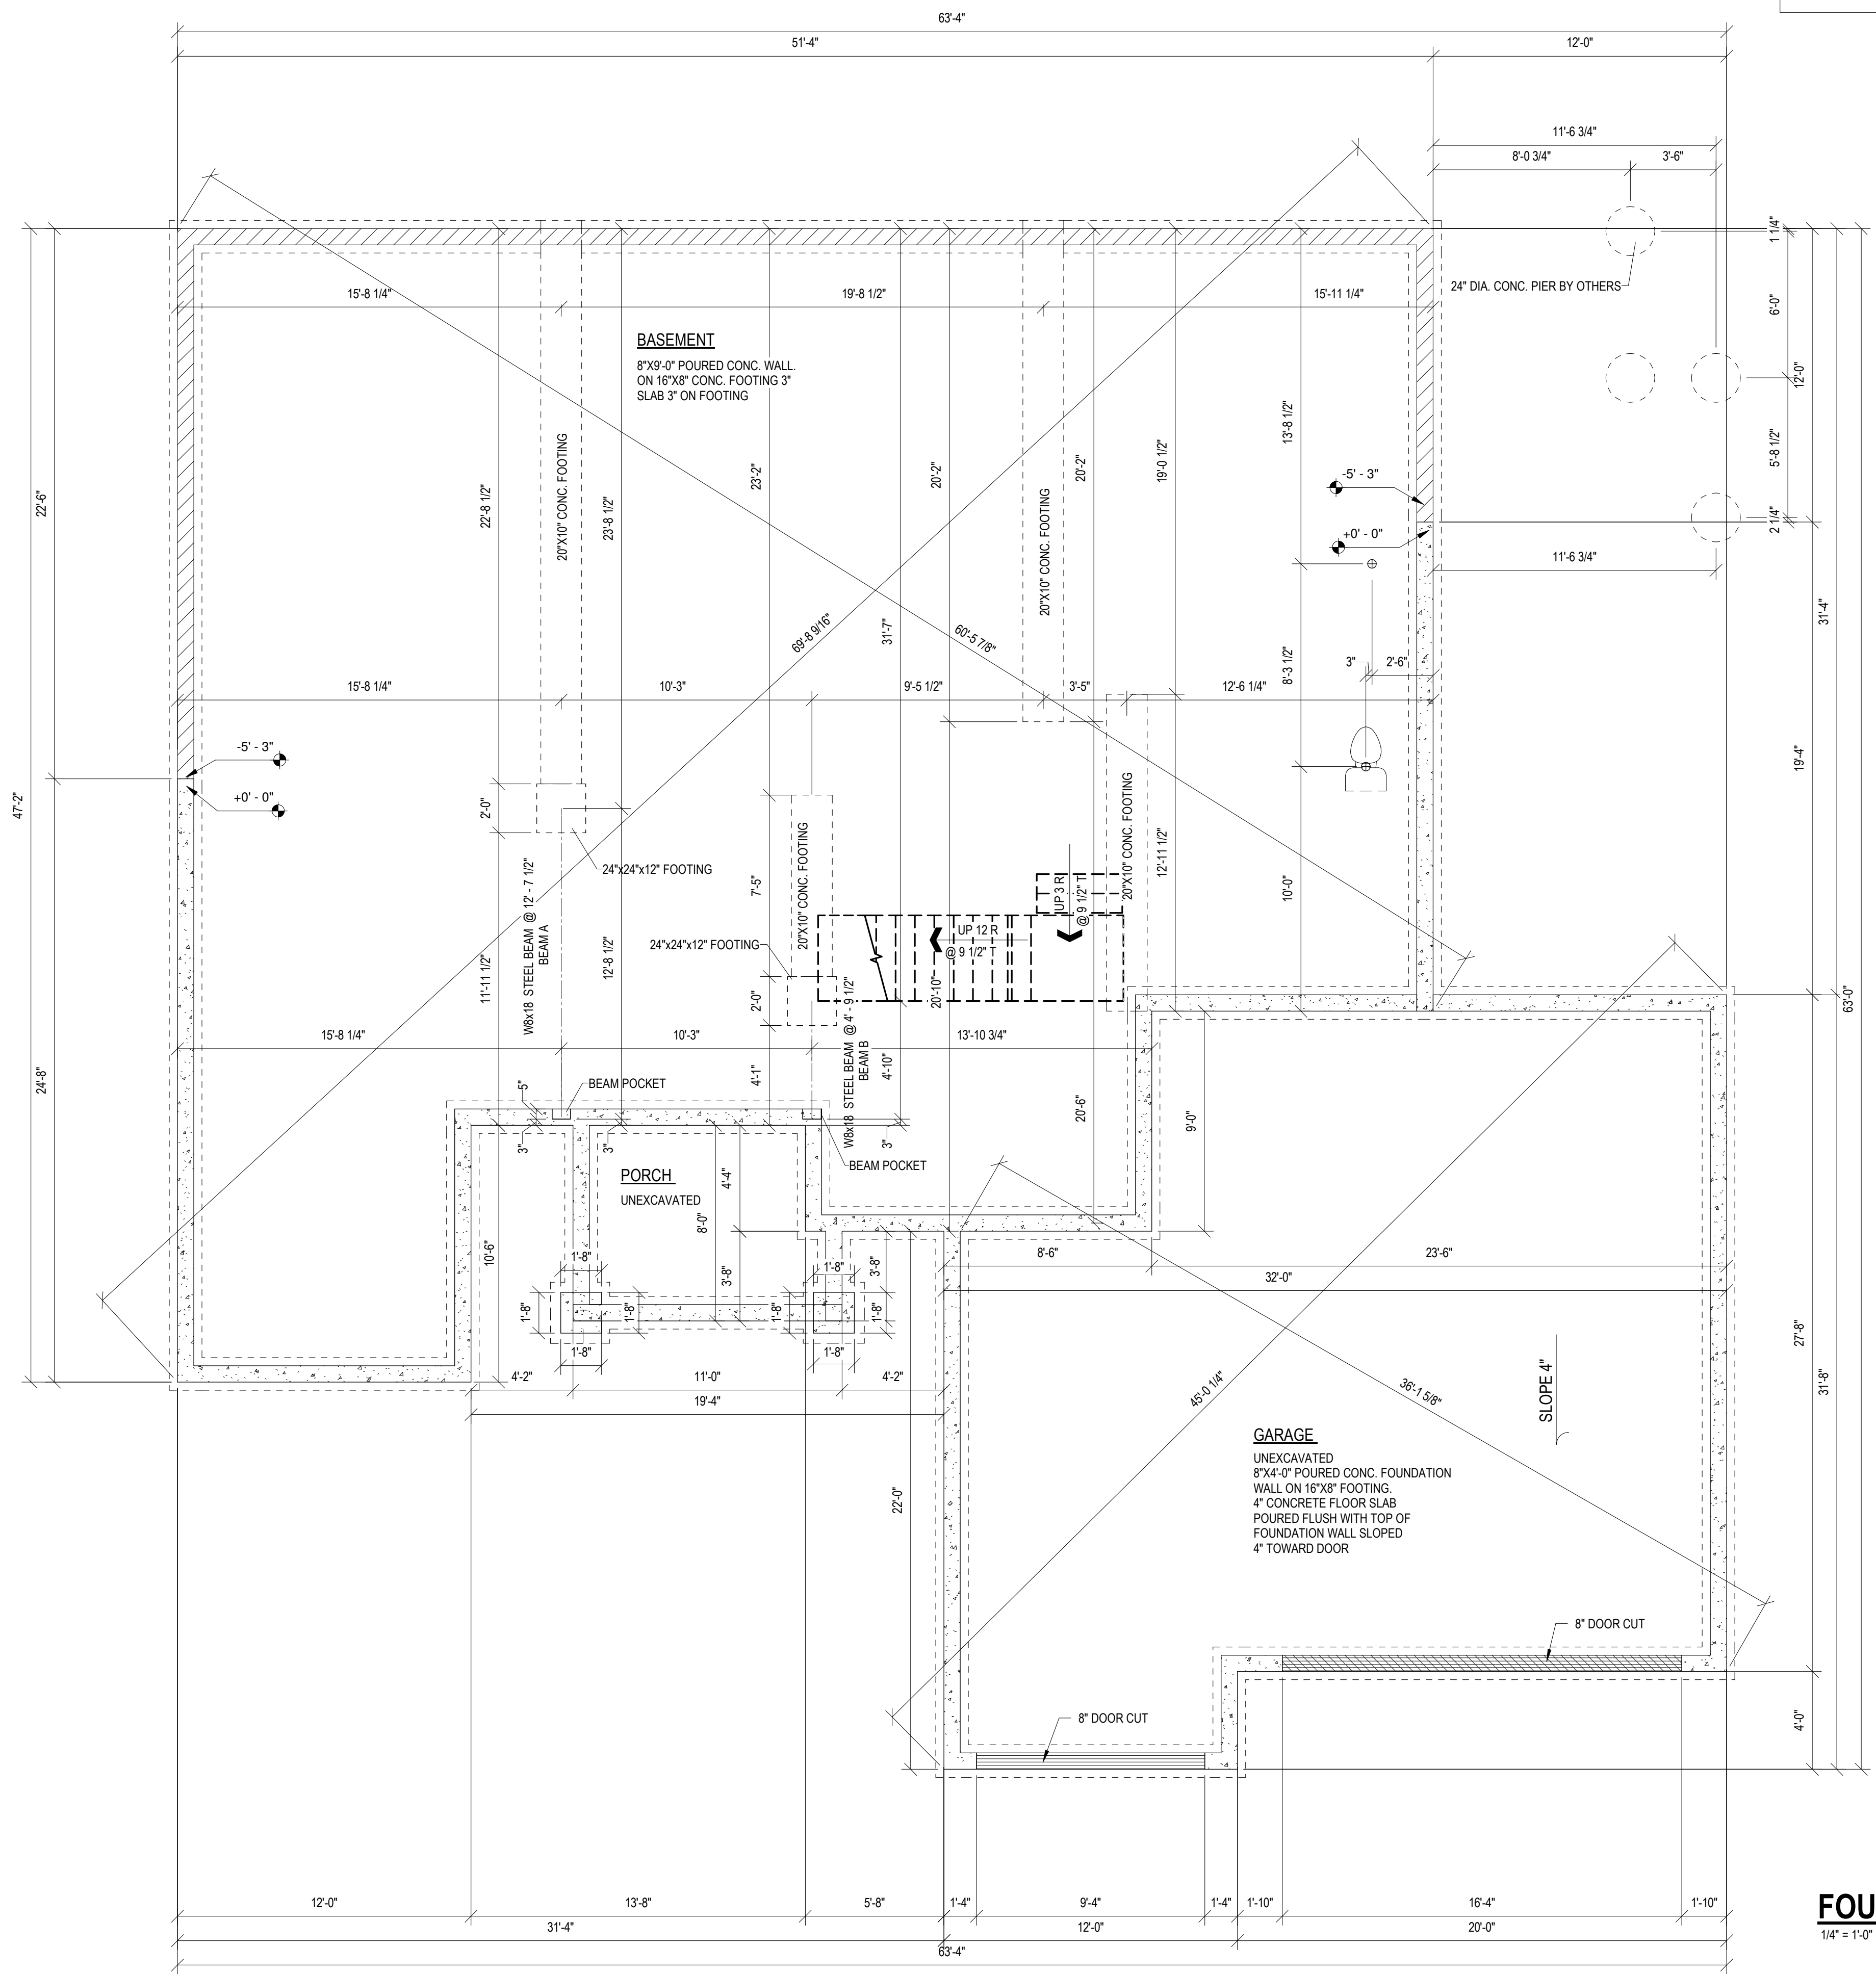 63'-4"
51'-4"
12'-0"
11'-6 3/4"
8'-0 3/4"
3'-6"
1 1/4"
24" DIA. CONC. PIER BY OTHERS
15'-8 1/4"
19'-8 1/2"
15'-11 1/4"
6'-0"
BASEMENT
8"X9'-0" POURED CONC. WALL.
ON 16"X8" CONC. FOOTING 3"
SLAB 3" ON FOOTING
12'-0"
13'-8 1/2"
5'-8 1/2"
22'-6"
22'-8 1/2"
20"X10" CONC. FOOTING
23'-8 1/2"
23'-2"
20'-2"
20'-2"
19'-0 1/2"
20"X10" CONC. FOOTING
-5' - 3"
+0' - 0"
2 1/4"
11'-6 3/4"
31'-4"
69'-8 9/16"
31'-7"
60'-5 7/8"
8'-3 1/2"
3"
2'-6"
15'-8 1/4"
10'-3"
9'-5 1/2"
3'-5"
12'-6 1/4"
-5' - 3"
+0' - 0"
47'-2"
2'-0"
19'-4"
24"x24"x12" FOOTING
W8x18 STEEL BEAM @ 12' - 7 1/2"
BEAM A
7'-5"
20"X10" CONC. FOOTING
20"X10" CONC. FOOTING
12'-11 1/2"
10'-0"
UP 3 R
@ 9 1/2" T
UP 12 R
@ 9 1/2" T
24"x24"x12" FOOTING
11'-11 1/2"
12'-8 1/2"
2'-0"
20'-10"
63'-0"
15'-8 1/4"
10'-3"
13'-10 3/4"
W8x18 STEEL BEAM @ 4' - 9 1/2"
BEAM B
24'-8"
5"
BEAM POCKET
4'-1"
4'-10"
20'-6"
9'-0"
3"
3"
3"
BEAM POCKET
PORCH
UNEXCAVATED
4'-4"
8'-0"
10'-6"
1'-8"
1'-8"
3'-8"
3'-8"
8'-6"
23'-6"
32'-0"
1'-8"
1'-8"
1'-8"
1'-8"
1'-8"
1'-8"
27'-8"
31'-8"
4'-2"
11'-0"
4'-2"
19'-4"
45'-0 1/4"
36'-1 5/8"
SLOPE 4"
GARAGE
UNEXCAVATED
8"X4'-0" POURED CONC. FOUNDATION
WALL ON 16"X8" FOOTING.
4" CONCRETE FLOOR SLAB
POURED FLUSH WITH TOP OF
FOUNDATION WALL SLOPED
4" TOWARD DOOR
22'-0"
8" DOOR CUT
8" DOOR CUT
4'-0"
12'-0"
13'-8"
5'-8"
1'-4"
9'-4"
1'-4"
1'-10"
16'-4"
1'-10"
31'-4"
12'-0"
20'-0"
63'-4"
FOU
1/4" = 1'-0"